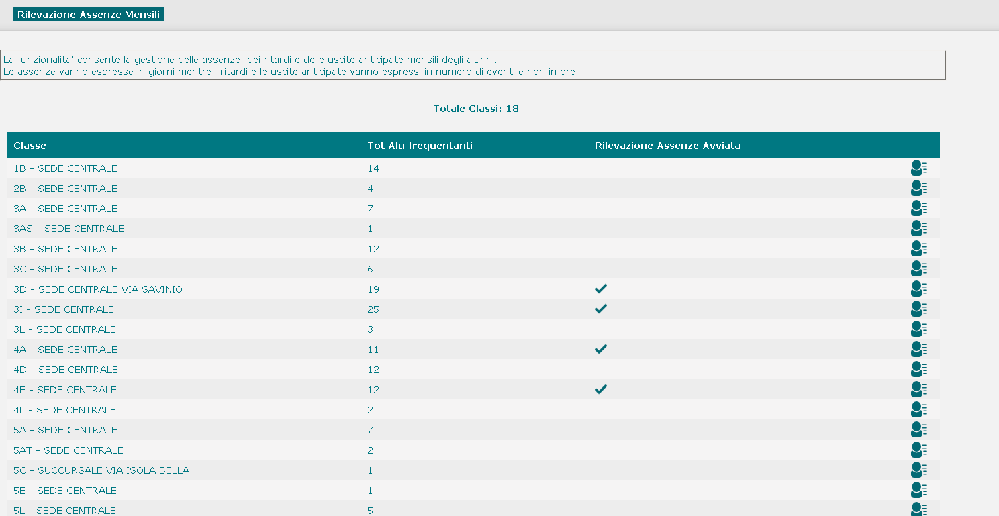 Rilevazione Assenze Mensili
La funzionalita' consente la gestione delle assenze, dei ritardi e delle uscite anticipate mensili degli alunni.
Le assenze vanno espresse in giorni mentre i ritardi e le uscite anticipate vanno espressi in numero di eventi e non in ore.
Totale Classi: 18
Classe Tot Alu frequentanti Rilevazione Assenze Avviata
1B - SEDE CENTRALE 14
2B - SEDE CENTRALE 4
3A - SEDE CENTRALE 7
3AS - SEDE CENTRALE 1
3B - SEDE CENTRALE 12
3C - SEDE CENTRALE 6
3D - SEDE CENTRALE VIA SAVINIO 19
3I - SEDE CENTRALE 25
3L - SEDE CENTRALE 3
4A - SEDE CENTRALE 11
4D - SEDE CENTRALE 12
4E - SEDE CENTRALE 12
4L - SEDE CENTRALE 2
5A - SEDE CENTRALE 7
5AT - SEDE CENTRALE 2
5C - SUCCURSALE VIA ISOLA BELLA 1
5E - SEDE CENTRALE 1
5L - SEDE CENTRALE 5